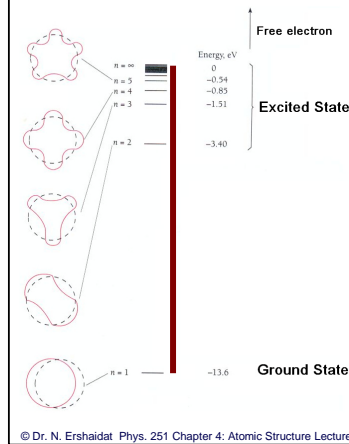 Free electron
Energy, eV
n = ∞ 0
n = 5 −0.54
n = 4 −0.85
n = 3 −1.51
Excited State
n = 2 −3.40
n = 1 −13.6 Ground State
© Dr. N. Ershaidat Phys. 251 Chapter 4: Atomic Structure Lecture